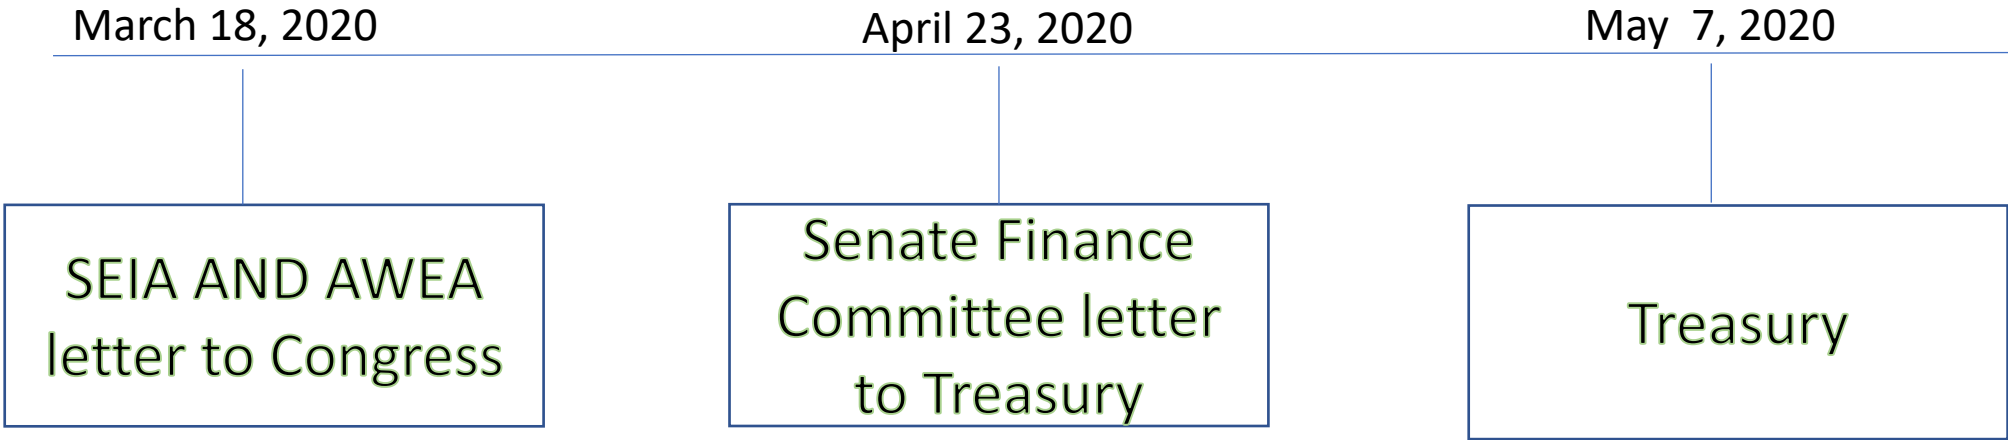 March 18, 2020
April 23, 2020
May  7, 2020
SEIA AND AWEA
letter to Congress
Senate Finance
Committee letter
to Treasury
Treasury